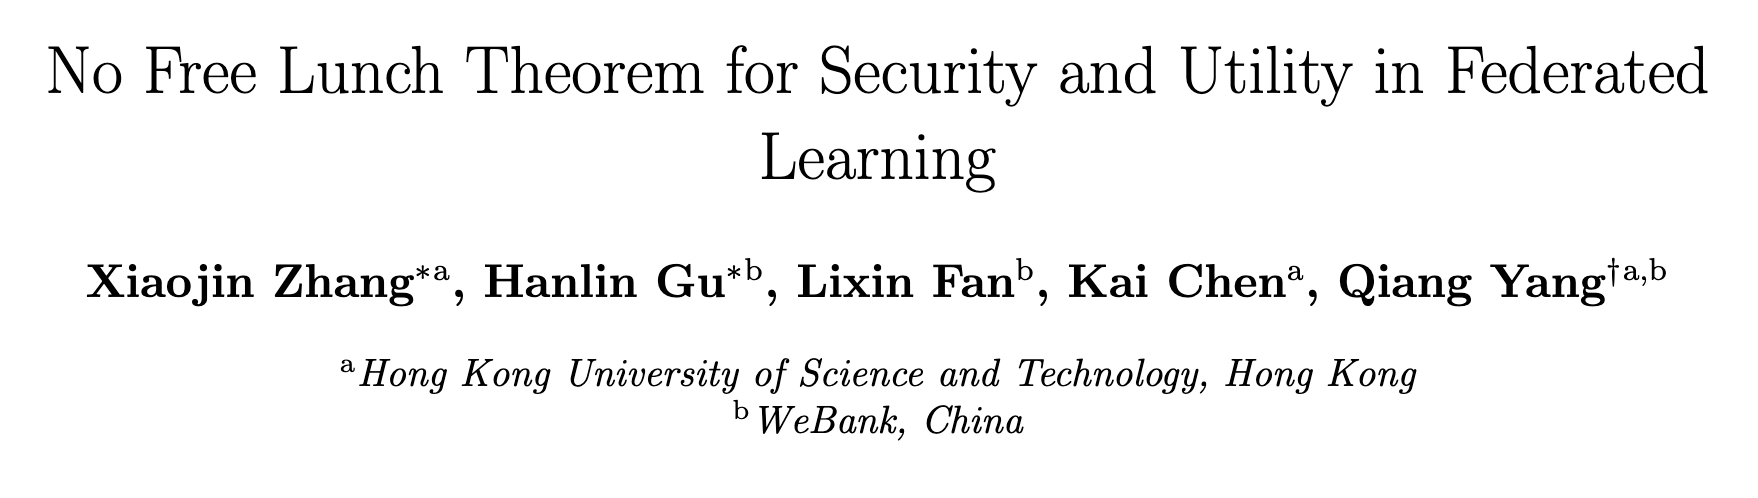 No Free Lunch Theorem for Security and Utility in Federated
Learning
Xiaojin Zhang*a, Hanlin Gu*b, Lixin Fanb, Kai Chena, Qiang Yang†a,b
aHong Kong University of Science and Technology, Hong Kong
bWeBank, China